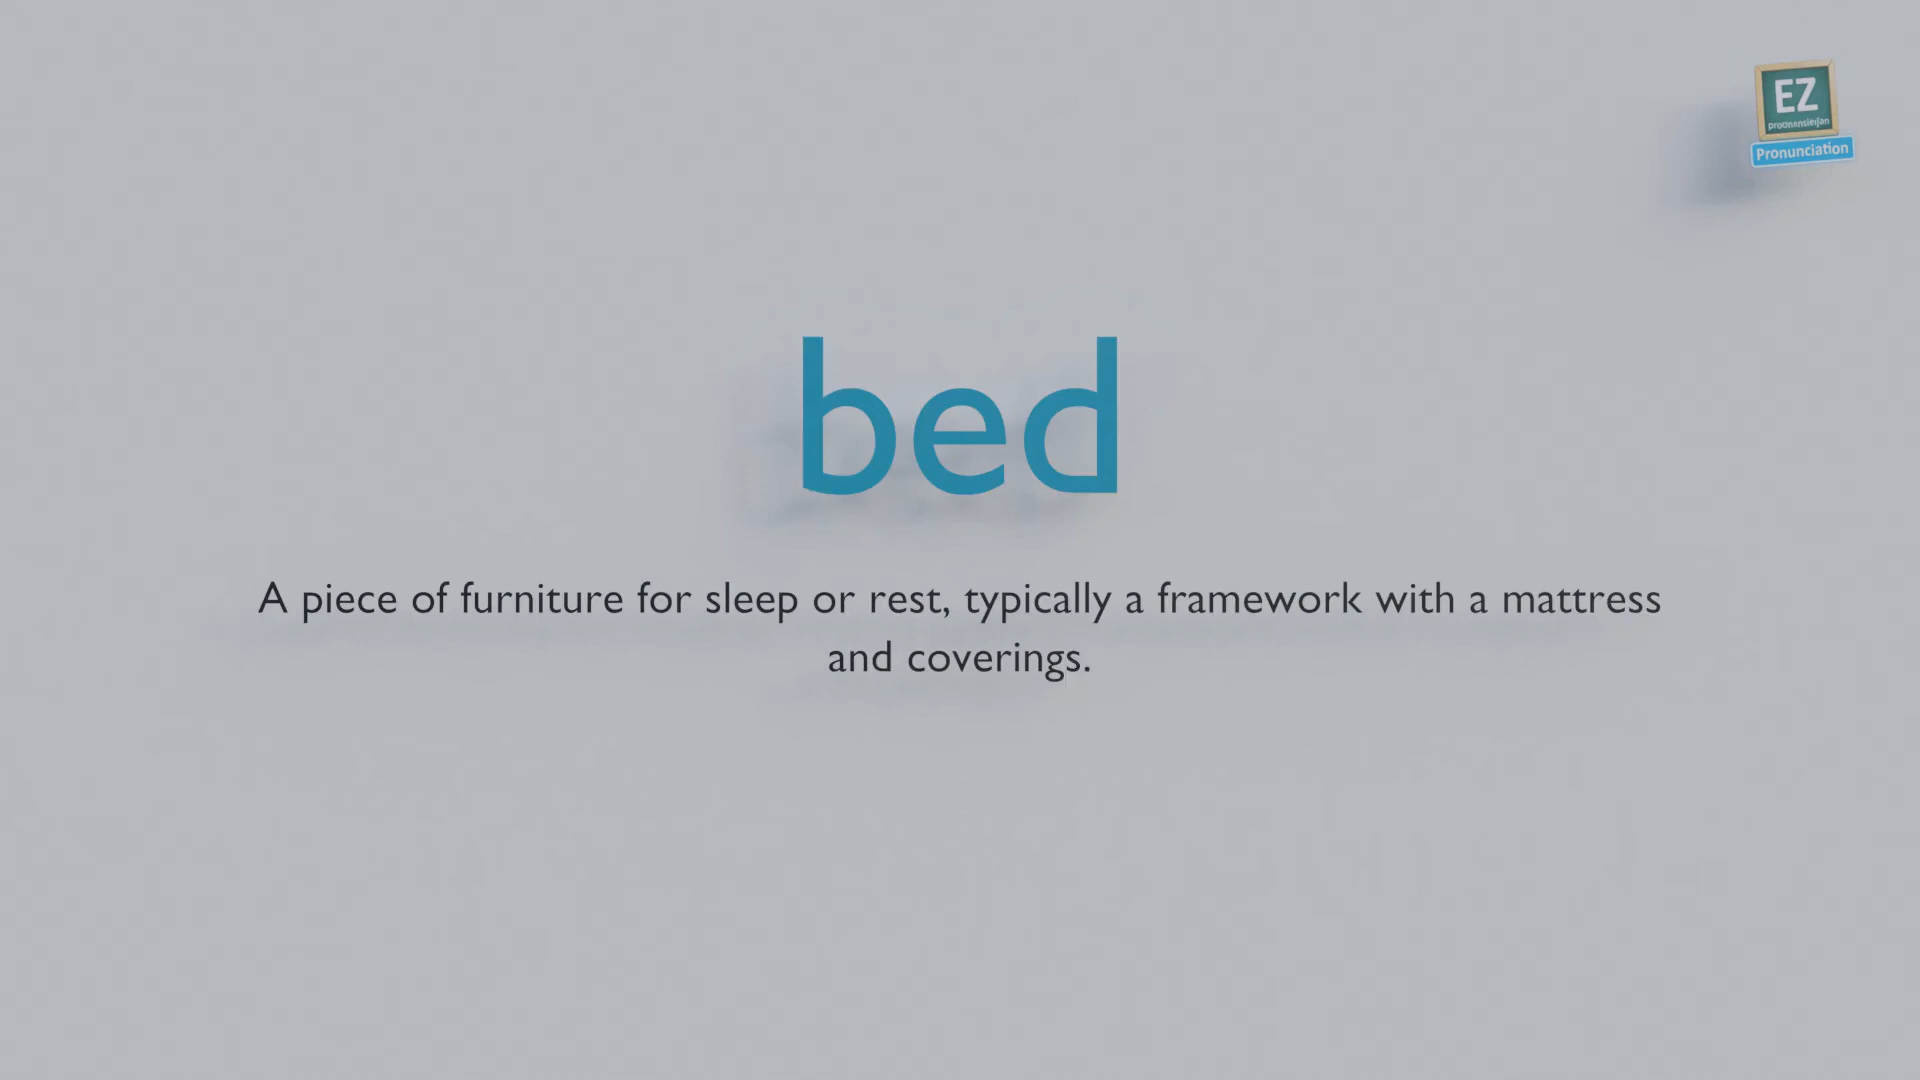 EZ
Pronunciation
bed
A piece of furniture for sleep or rest, typically a framework with a mattress
and coverings.